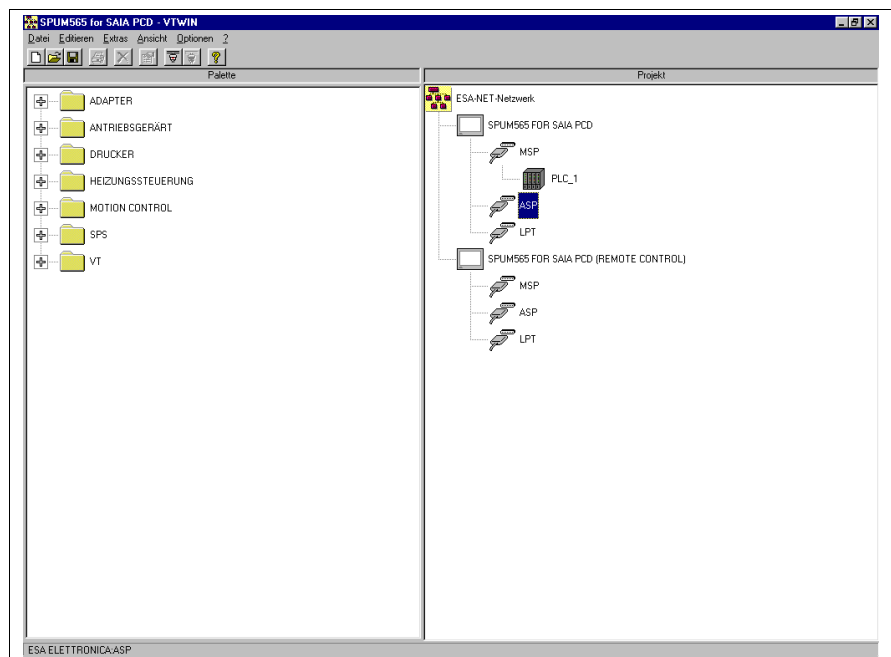 SPUM565 for SAIA PCD - VTWIN
Datei Editieren Extras Ansicht Optionen ?
Palette
Projekt
ADAPTER
ANTRIEBSGERÄRT
DRUCKER
HEIZUNGSSTEUERUNG
MOTION CONTROL
SPS
VT
ESA-NET-Netzwerk
SPUM565 FOR SAIA PCD
MSP
PLC_1
ASP
LPT
SPUM565 FOR SAIA PCD (REMOTE CONTROL)
MSP
ASP
LPT
ESA ELETTRONICA:ASP